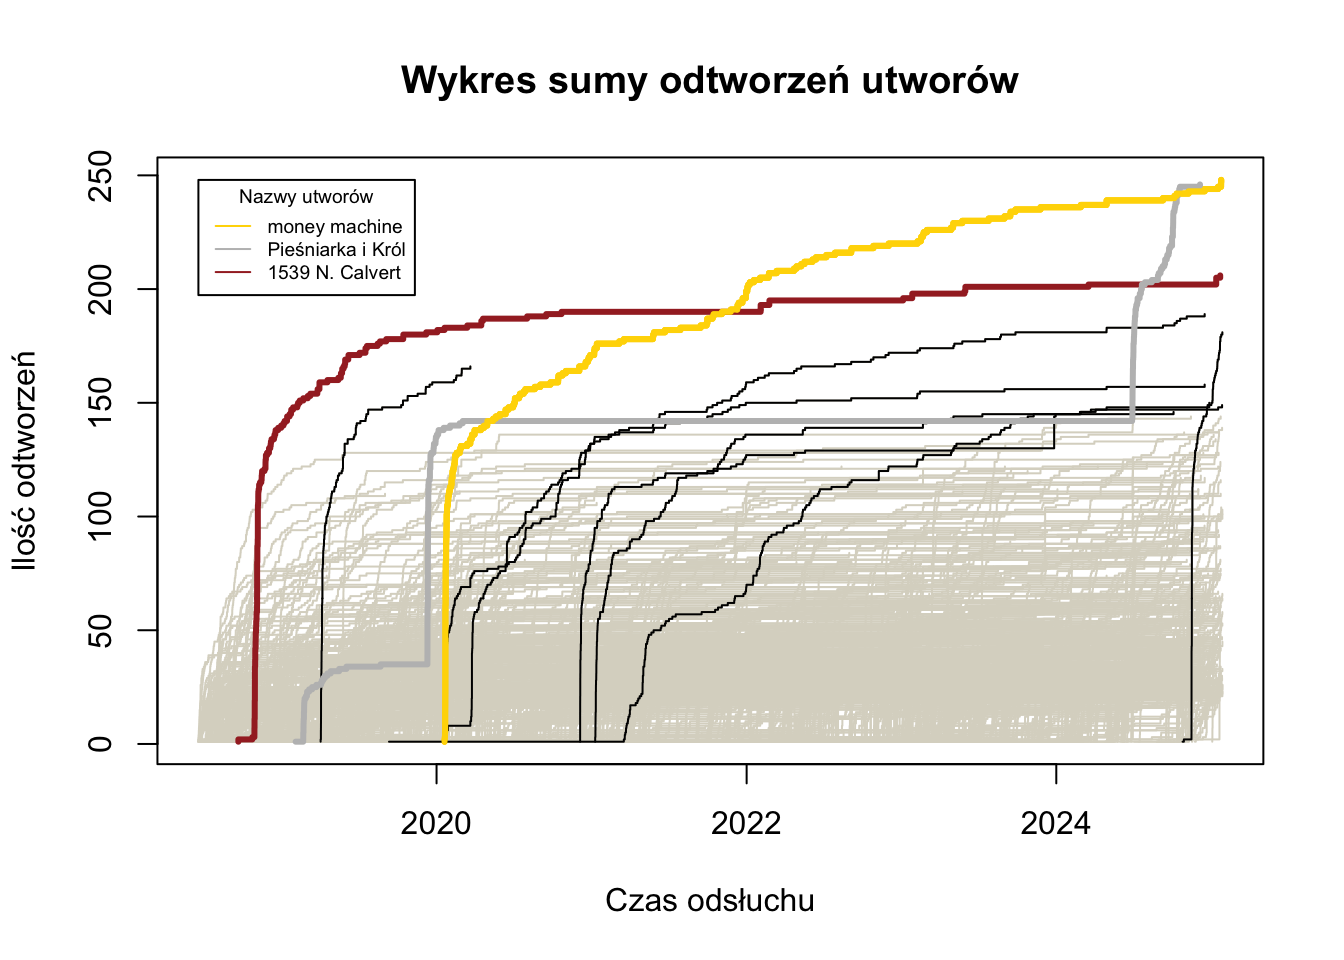 Wykres sumy odtworzeń utworów
Ilość odtworzeń
250
200
150
100
50
0
Nazwy utworów
money machine
Pieśniarka i Król
1539 N. Calvert
2020 2022 2024
Czas odsłuchu